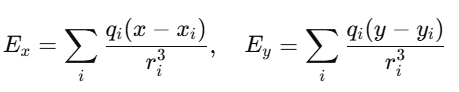 $E_x = \sum_i \frac{q_i(x - x_i)}{r_i^3}, \quad E_y = \sum_i \frac{q_i(y - y_i)}{r_i^3}$